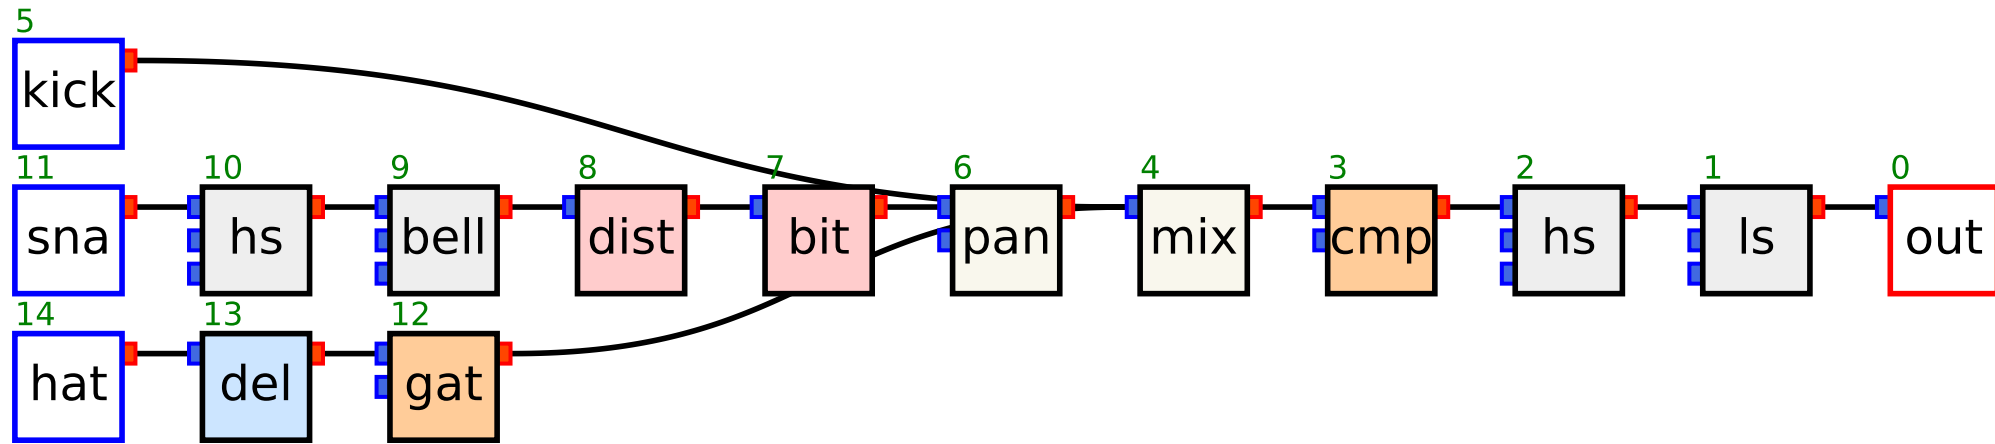 5
kick
11 10 9 8 7 6 4 3 2 1 0
sna hs bell dist bit pan mix cmp hs ls out
14 13 12
hat del gat